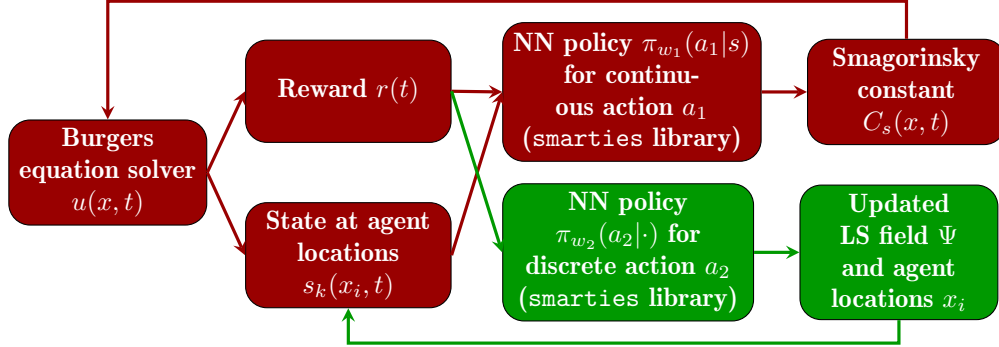 Burgers
equation solver
u(x, t)
Reward r(t)
State at agent
locations
s_k(x_i, t)
NN policy π_{w_1}(a_1|s)
for continu-
ous action a_1
(smarties library)
Smagorinsky
constant
C_s(x, t)
NN policy
π_{w_2}(a_2|·) for
discrete action a_2
(smarties library)
Updated
LS field Ψ
and agent
locations x_i